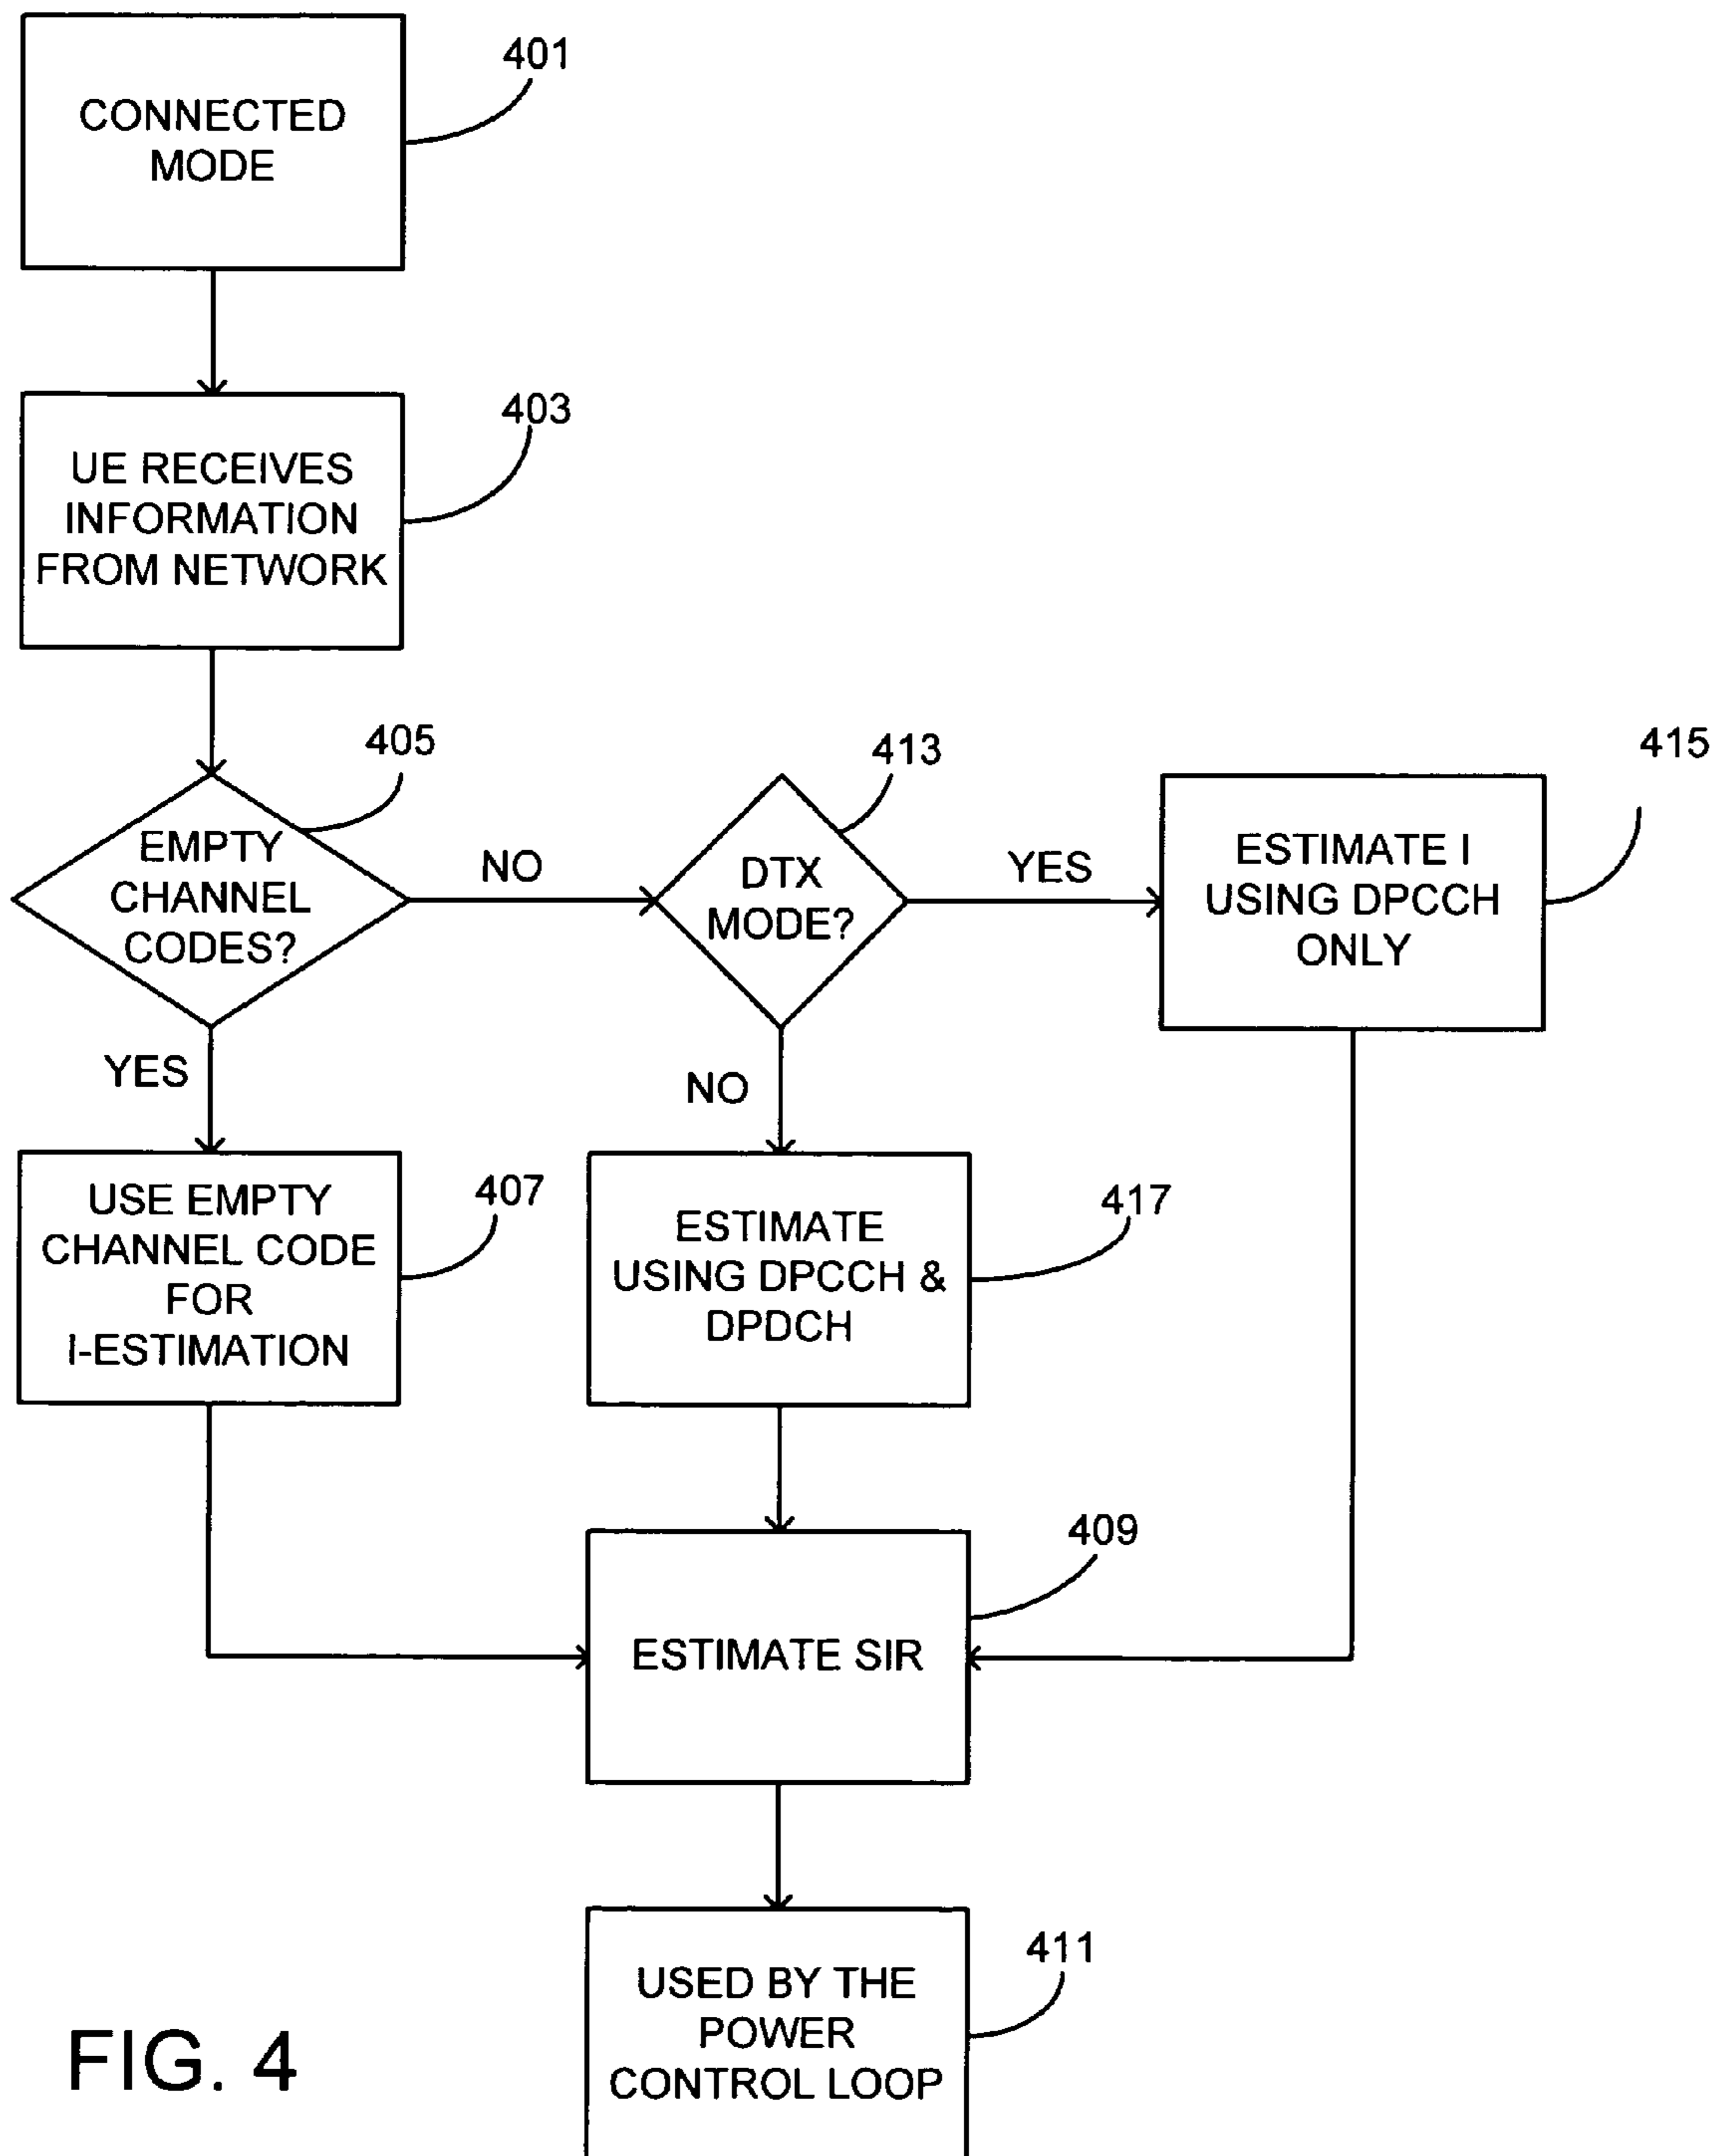 CONNECTED
MODE
401
UE RECEIVES
INFORMATION
FROM NETWORK
403
EMPTY
CHANNEL
CODES?
405
NO
YES
DTX
MODE?
413
YES
NO
ESTIMATE I
USING DPCCH
ONLY
415
USE EMPTY
CHANNEL CODE
FOR
I-ESTIMATION
407
ESTIMATE
USING DPCCH &
DPDCH
417
ESTIMATE SIR
409
USED BY THE
POWER
CONTROL LOOP
411
FIG. 4